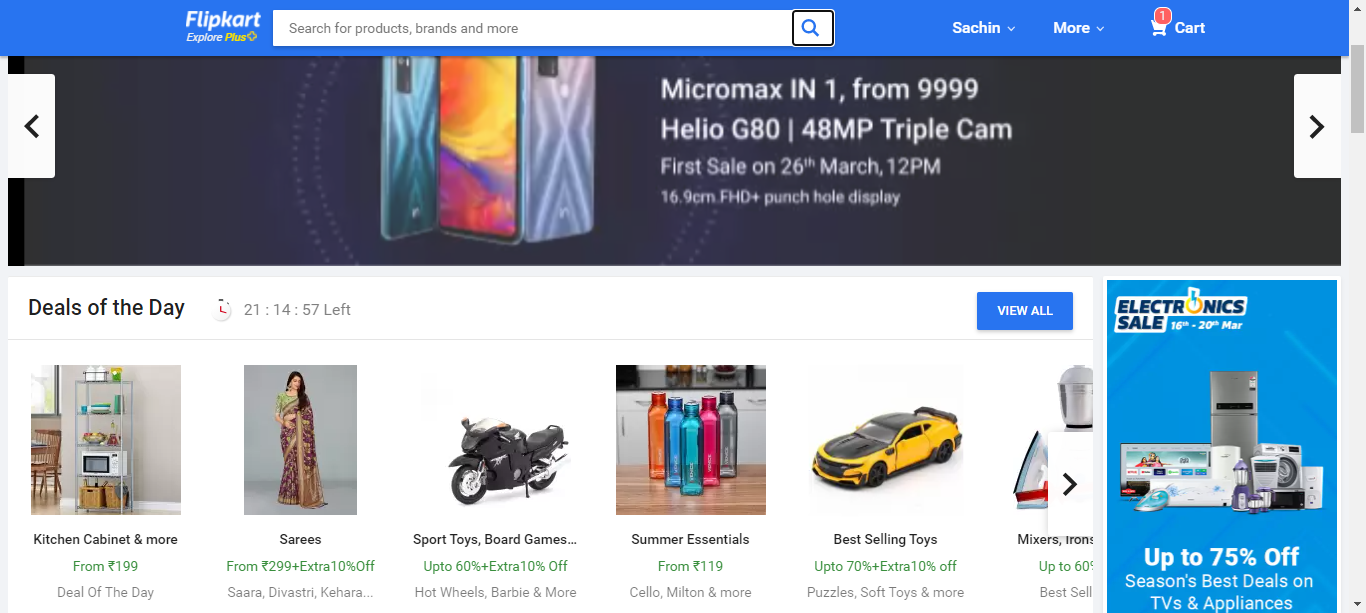 Flipkart
Explore Plus
Search for products, brands and more
Sachin
More
1
Cart
Micromax IN 1, from 9999
Helio G80 | 48MP Triple Cam
First Sale on 26th March, 12PM
16.9cm FHD+ punch hole display
Deals of the Day
21 : 14 : 57 Left
VIEW ALL
Kitchen Cabinet & more
From ₹199
Deal Of The Day
Sarees
From ₹299+Extra10%Off
Saara, Divastri, Kehara...
Sport Toys, Board Games...
Upto 60%+Extra10% Off
Hot Wheels, Barbie & More
Summer Essentials
From ₹119
Cello, Milton & more
Best Selling Toys
Upto 70%+Extra10% off
Puzzles, Soft Toys & more
Mixers, Irons
Up to 60%
Best Sell
ELECTRONICS
SALE 16th - 20th Mar
Up to 75% Off
Season's Best Deals on
TVs & Appliances